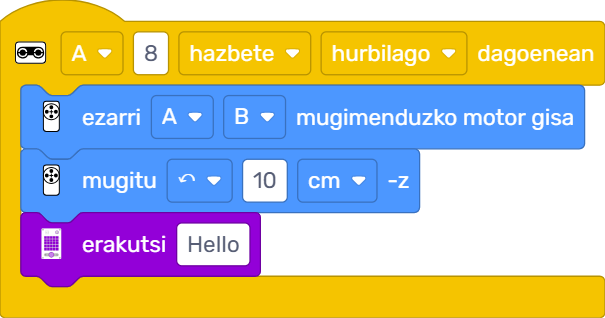 A 8 hazbete hurbilago dagoenean
ezarri A B mugimenduzko motor gisa
mugitu 10 cm -z
erakutsi Hello